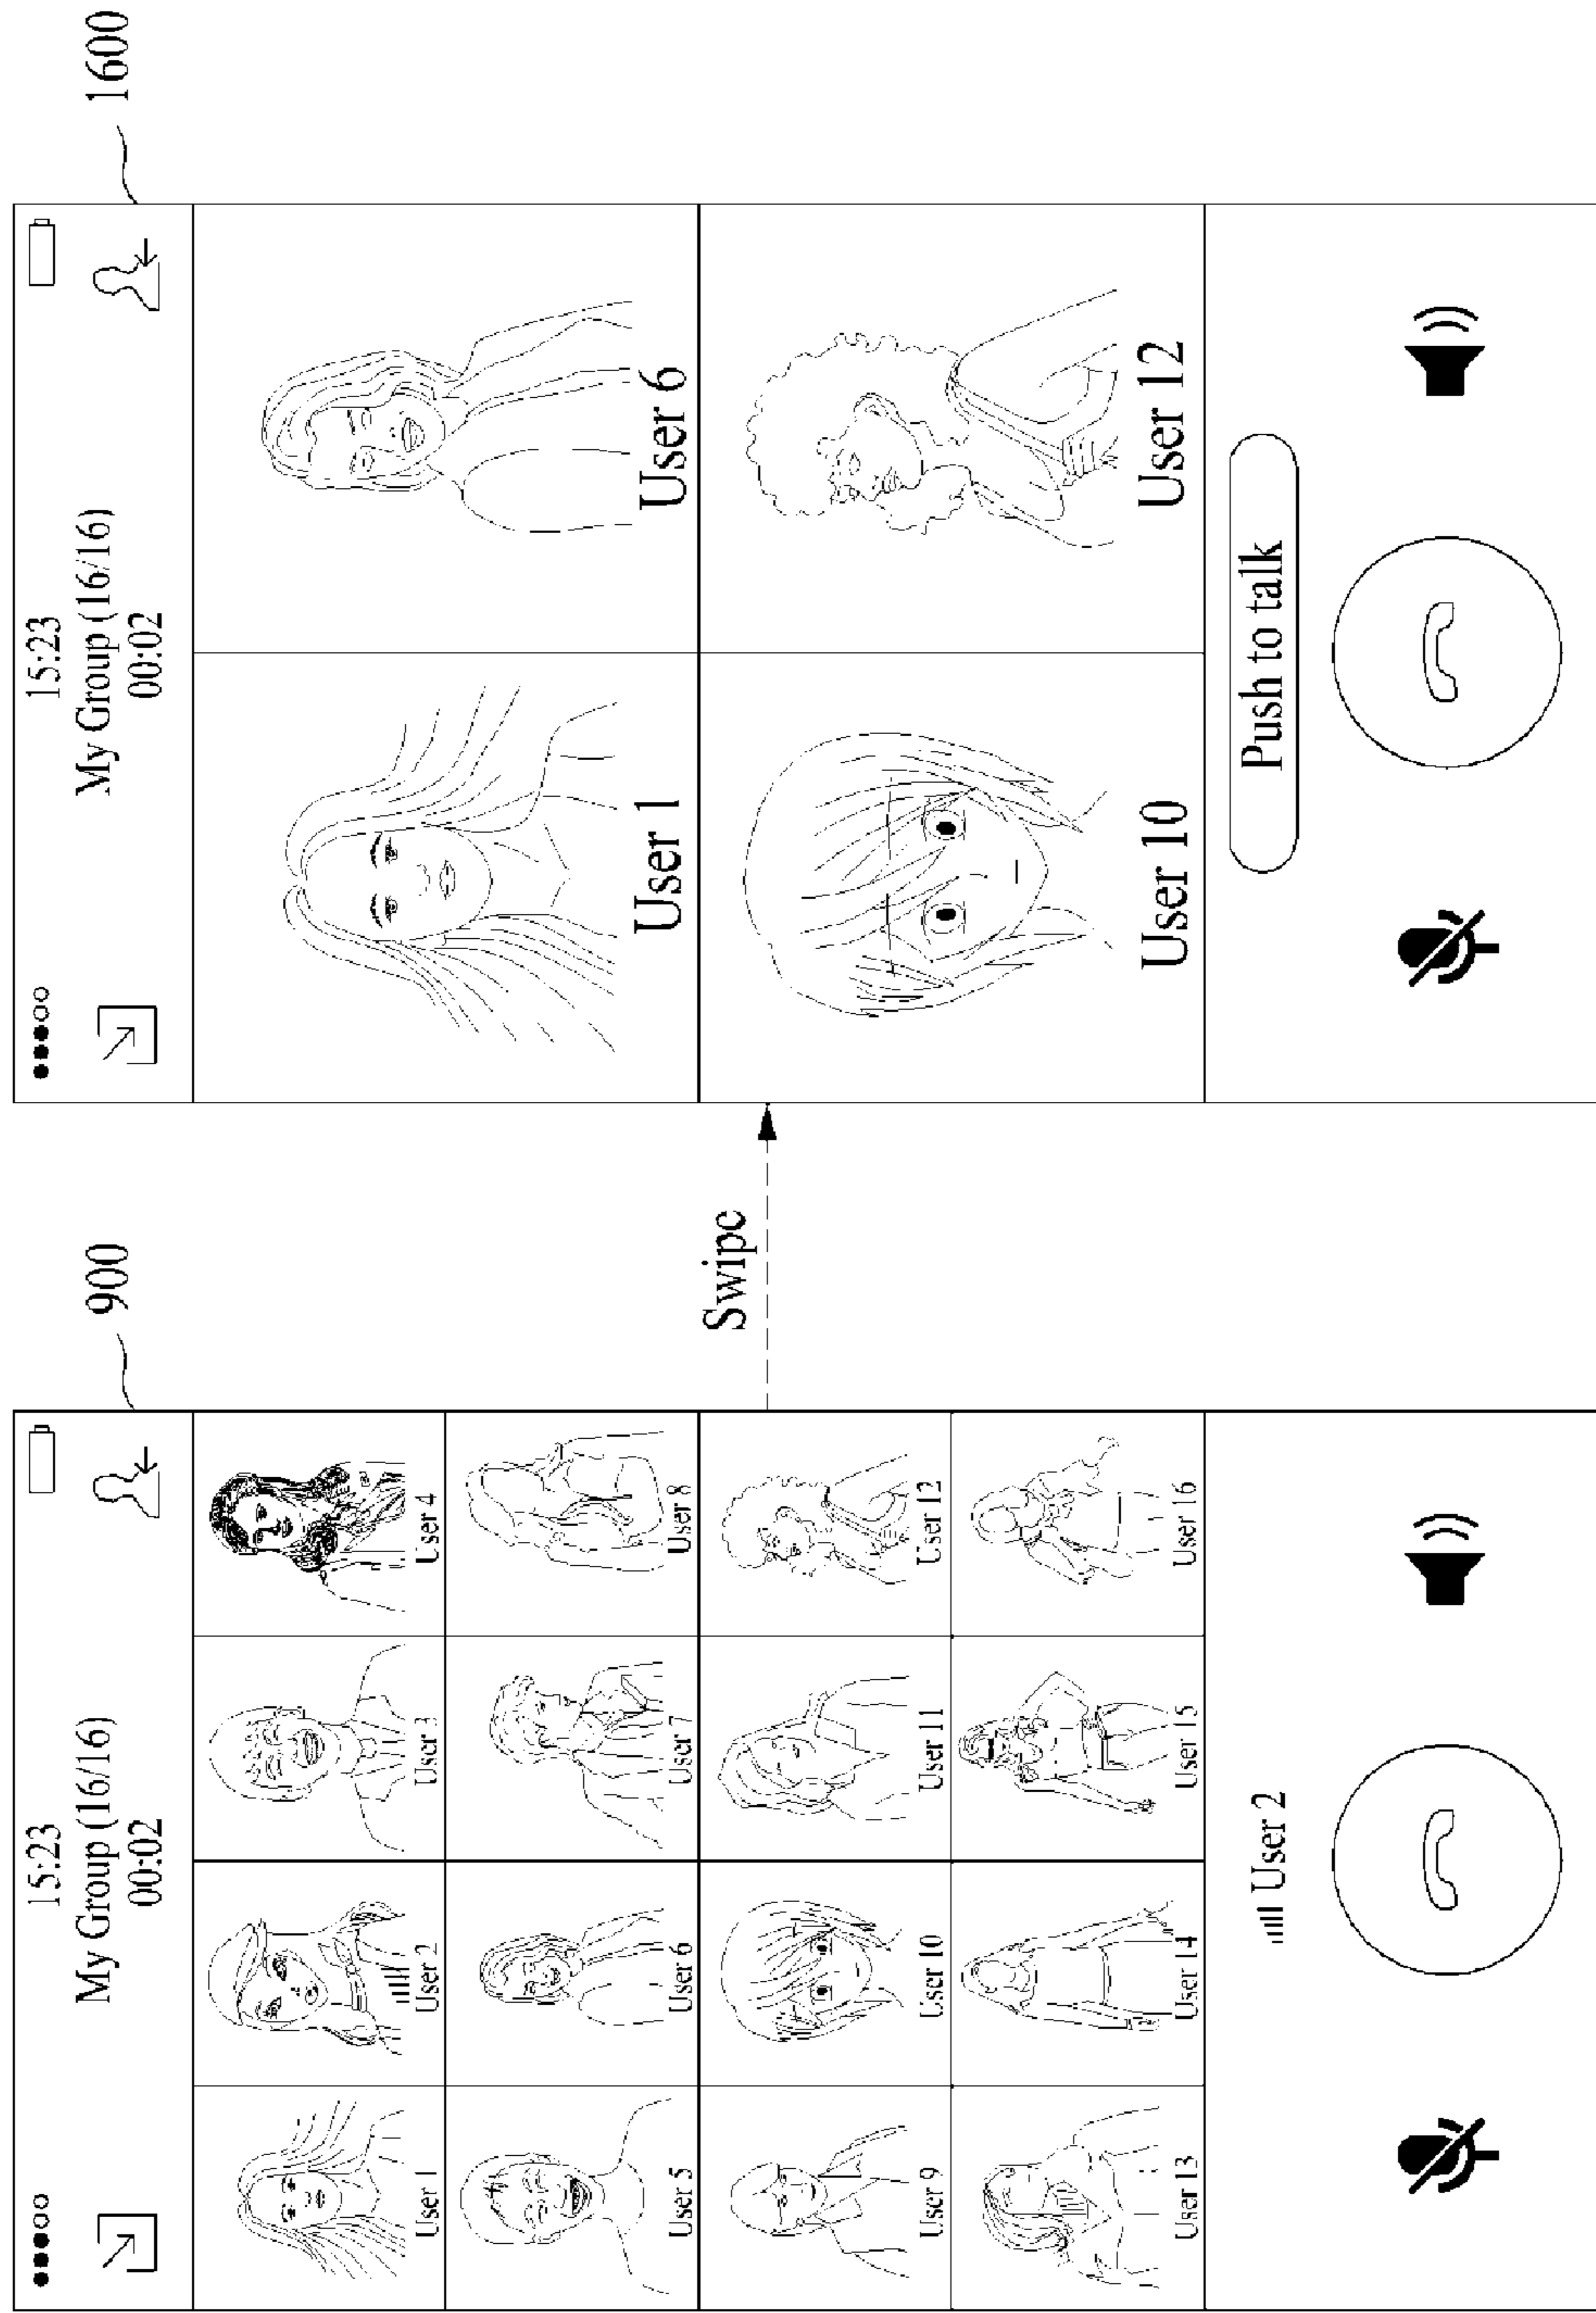 900
15:23
My Group (16/16)
00:02
User 1
User 2
User 3
User 4
User 5
User 6
User 7
User 8
User 9
User 10
User 11
User 12
User 13
User 14
User 15
User 16
User 2
Swipe
1600
15:23
My Group (16/16)
00:02
User 1
User 6
User 10
User 12
Push to talk